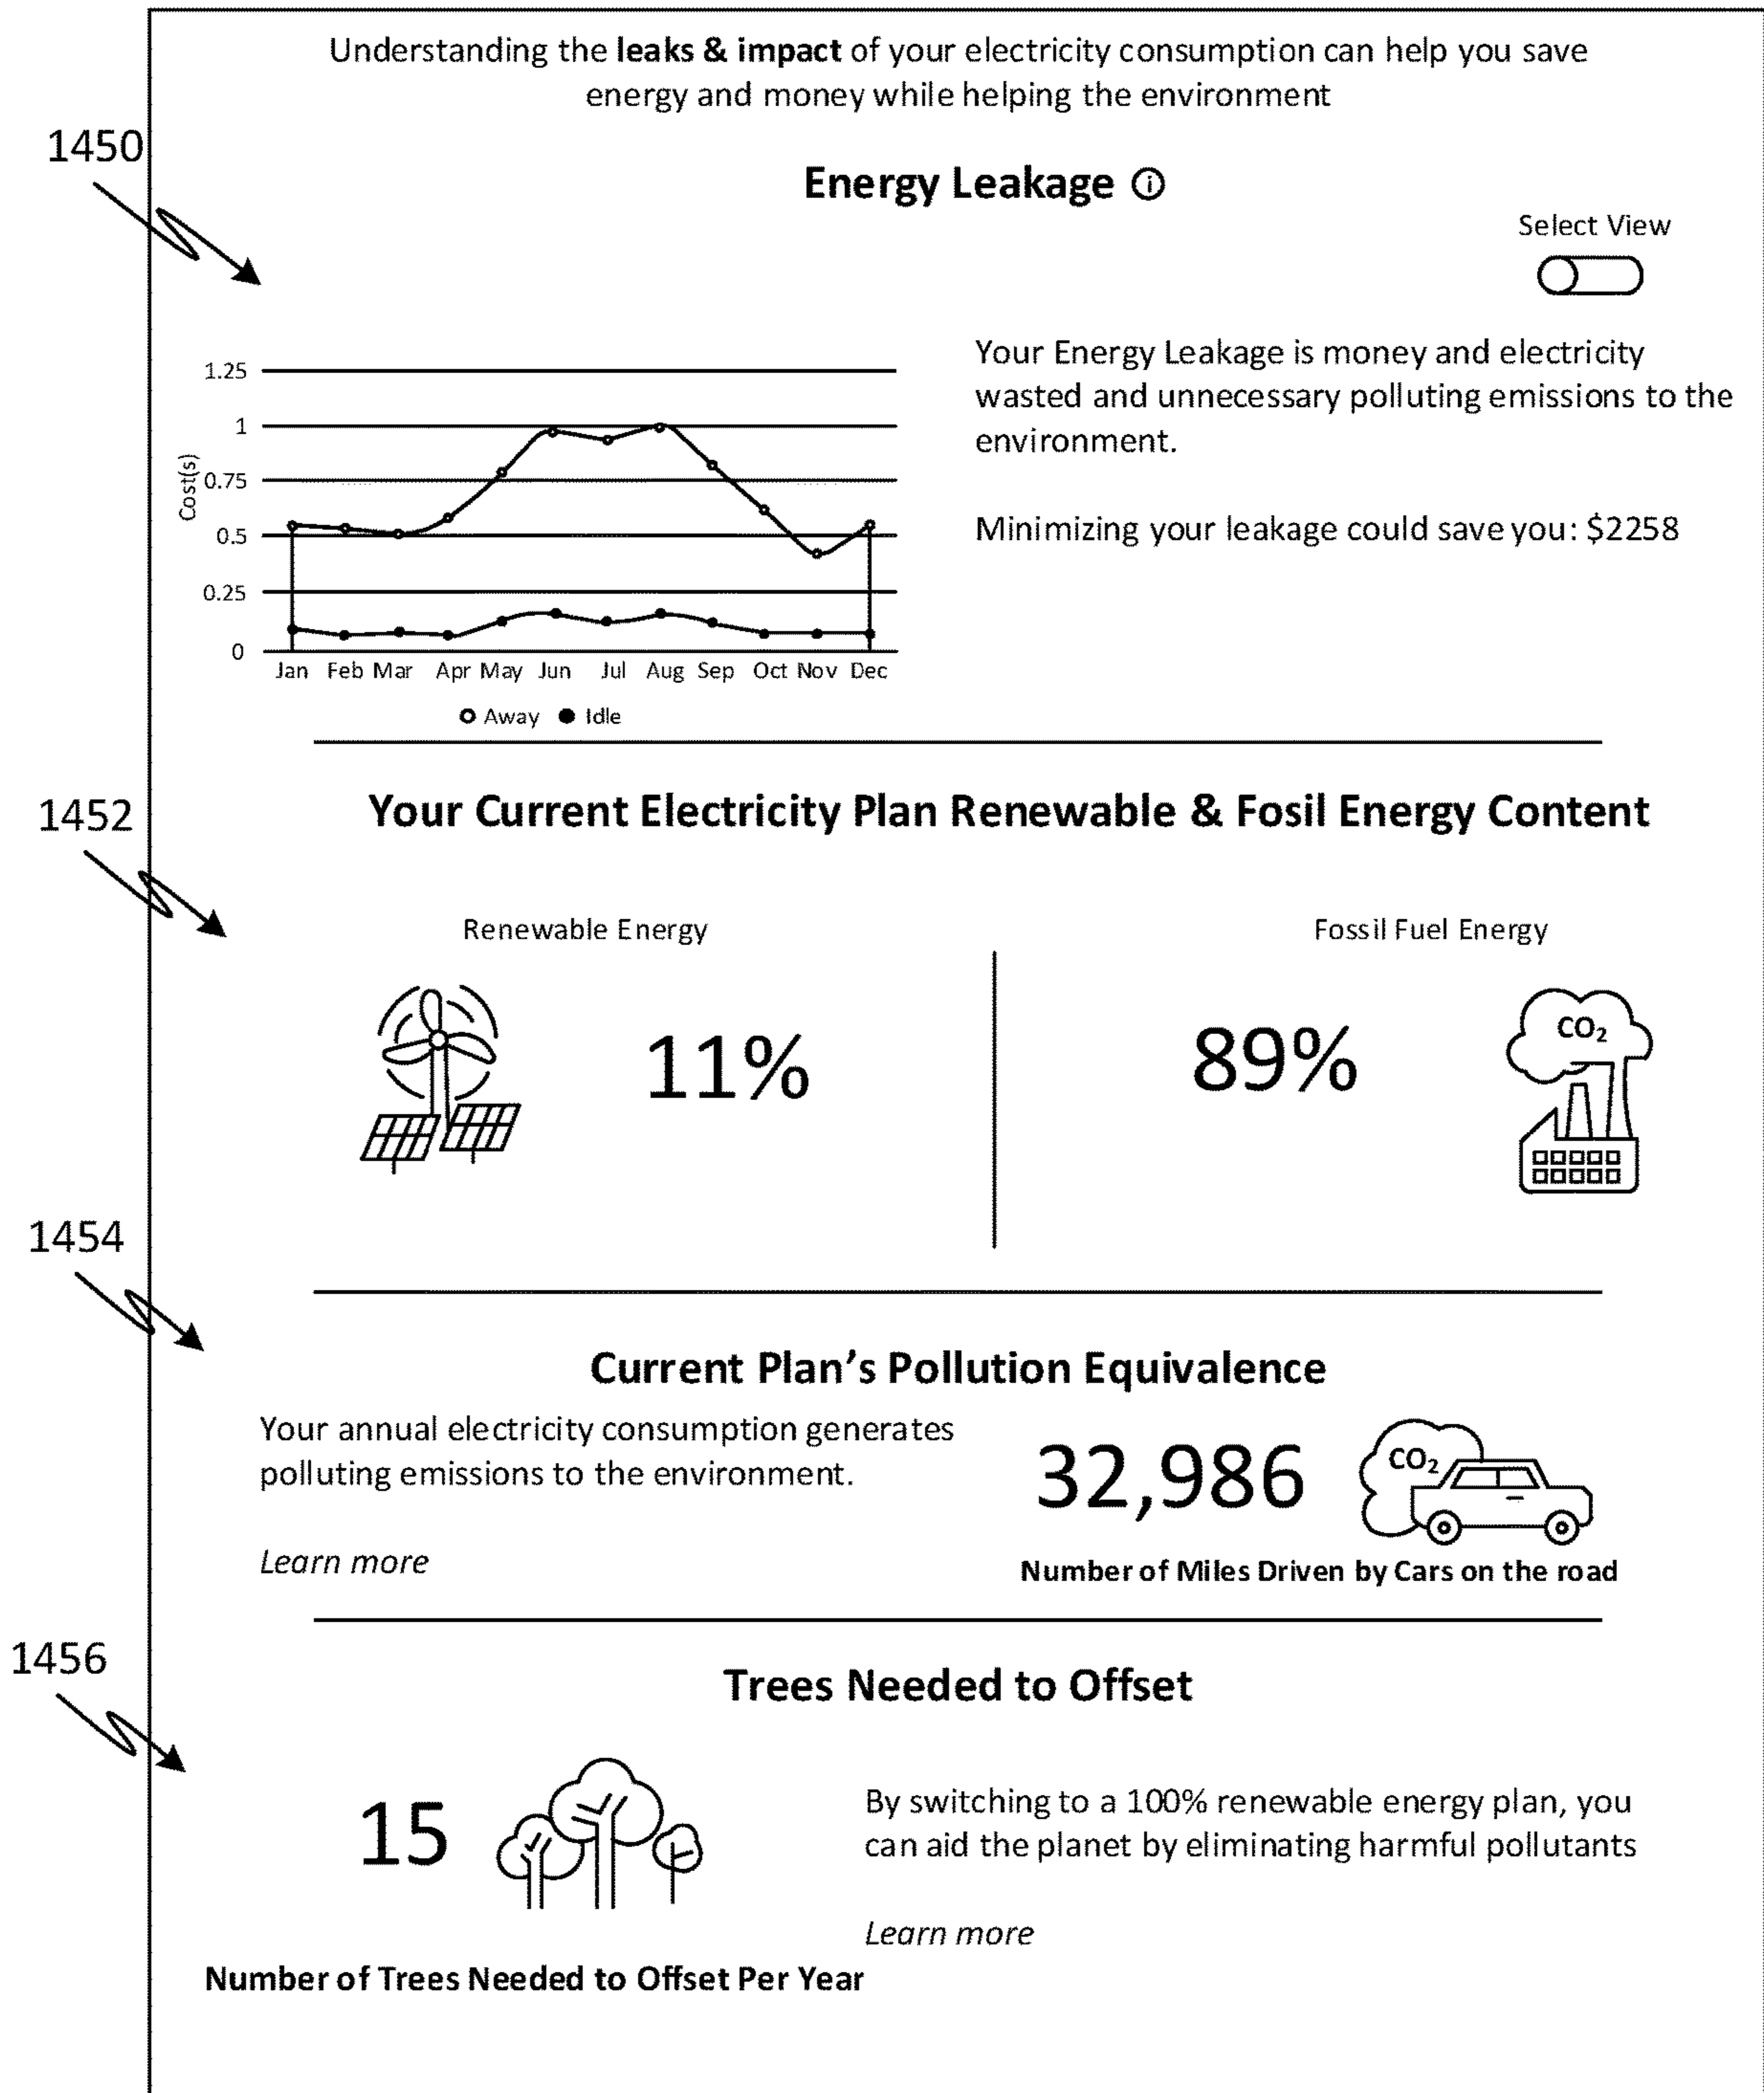 Understanding the leaks & impact of your electricity consumption can help you save
energy and money while helping the environment
1450
Energy Leakage ⓘ
Select View
Your Energy Leakage is money and electricity
wasted and unnecessary polluting emissions to the
environment.
Minimizing your leakage could save you: $2258
Cost(s)
1.25
1
0.75
0.5
0.25
0
Jan Feb Mar Apr May Jun Jul Aug Sep Oct Nov Dec
Away Idle
1452
Your Current Electricity Plan Renewable & Fosil Energy Content
Renewable Energy
Fossil Fuel Energy
11%
89%
CO₂
1454
Current Plan's Pollution Equivalence
Your annual electricity consumption generates
polluting emissions to the environment.
Learn more
32,986
CO₂
Number of Miles Driven by Cars on the road
1456
Trees Needed to Offset
15
By switching to a 100% renewable energy plan, you
can aid the planet by eliminating harmful pollutants
Learn more
Number of Trees Needed to Offset Per Year